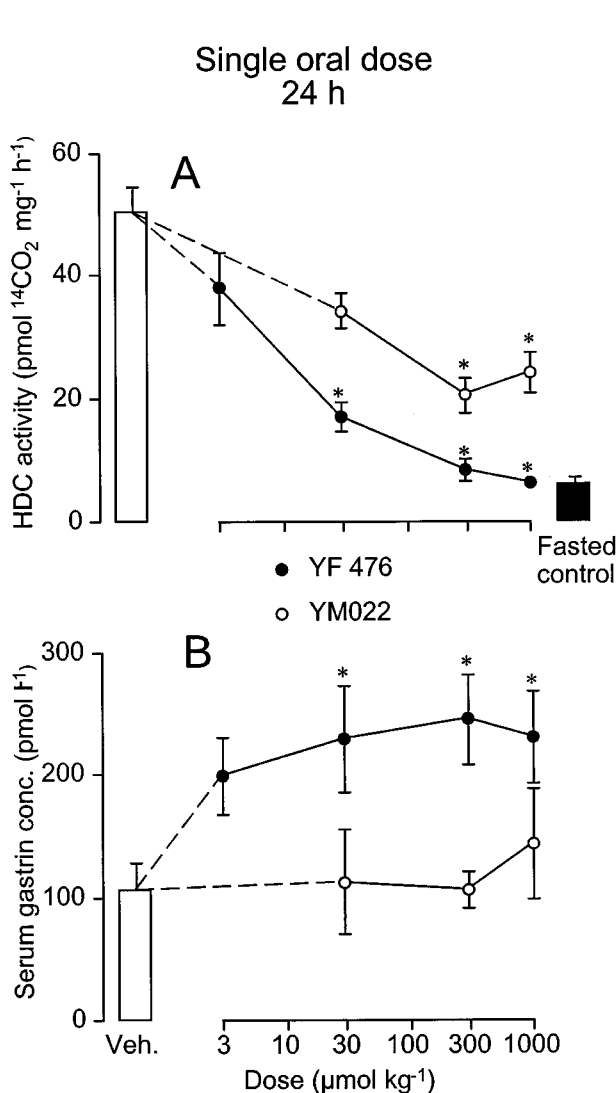 Single oral dose
24 h
A
HDC activity (pmol ¹⁴CO₂ mg⁻¹ h⁻¹)
60
40
20
0
*
*
*
*
*
Fasted
control
YF 476
YM022
B
Serum gastrin conc. (pmol l⁻¹)
300
200
100
0
*
*
*
Veh.
3
10
30
100
300
1000
Dose (µmol kg⁻¹)